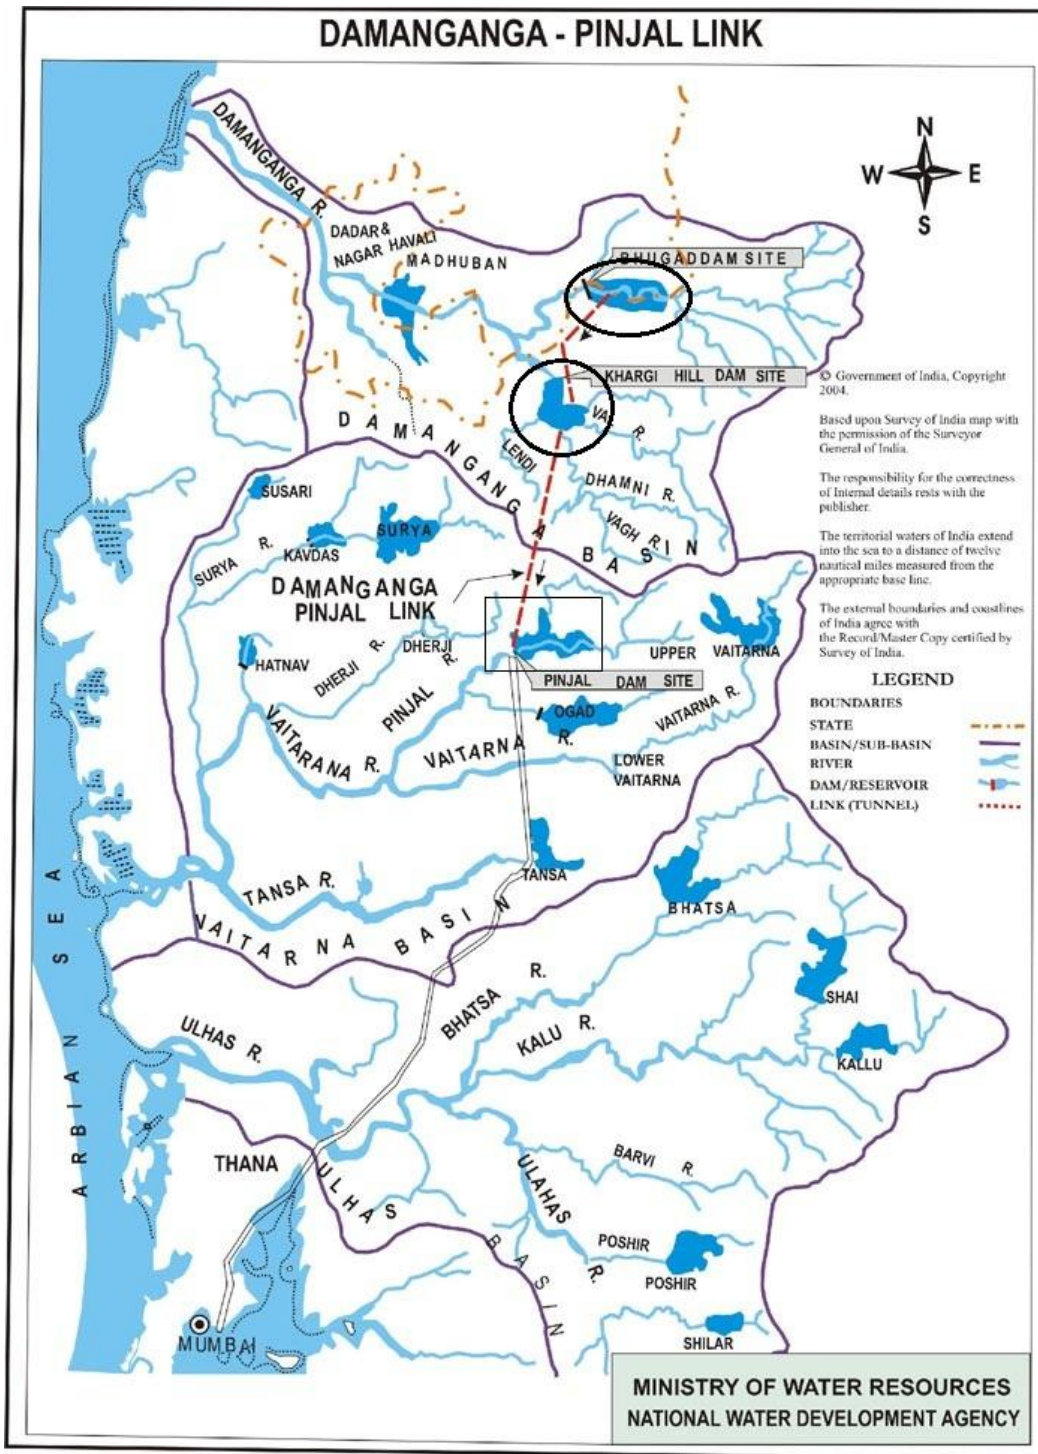 DAMANGANGA - PINJAL LINK
N
W E
S
DAMANGANGA R.
DADAR &
NAGAR HAVALI
MADHUBAN
BHUGADDAM SITE
KHARGI HILL DAM SITE
© Government of India, Copyright
2004.
Based upon Survey of India map with
the permission of the Surveyor
General of India.
The responsibility for the correctness
of Internal details rests with the
publisher.
The territorial waters of India extend
into the sea to a distance of twelve
nautical miles measured from the
appropriate base line.
The external boundaries and coastlines
of India agree with
the Record/Master Copy certified by
Survey of India.
VA R.
LENDI
DHAMNI R.
VAGH R.
DAMANGANGA BASIN
SUSARI
SURYA R.
KAVDAS
SURYA
DAMANGANGA
PINJAL LINK
HATNAV
DHERJI R.
DHERJI
PINJAL R.
UPPER VAITARNA
PINJAL DAM SITE
OGAD
VAITARNA R.
VAITARANA R.
VAITARNA R.
LOWER
VAITARNA
LEGEND
BOUNDARIES
STATE
BASIN/SUB-BASIN
RIVER
DAM/RESERVOIR
LINK (TUNNEL)
TANSA
TANSA R.
VAITARNA BASIN
BHATSA
SHAI
KALLU
BHATSA R.
KALU R.
ULHAS R.
ARBIAN SEA
THANA
ULHAS BASIN
ULAHAS R.
BARVI R.
POSHIR
POSHIR
SHILAR
MUMBAI
MINISTRY OF WATER RESOURCES
NATIONAL WATER DEVELOPMENT AGENCY